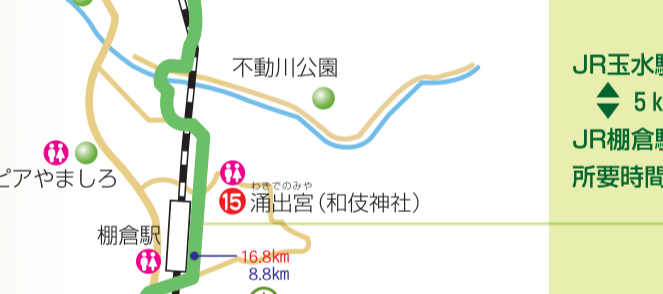 不動川公園
JR玉水
5k
JR棚倉
所要時間
ピアやましろ
わきでのみや
15 涌出宮(和伎神社)
棚倉駅
16.8km
8.8km